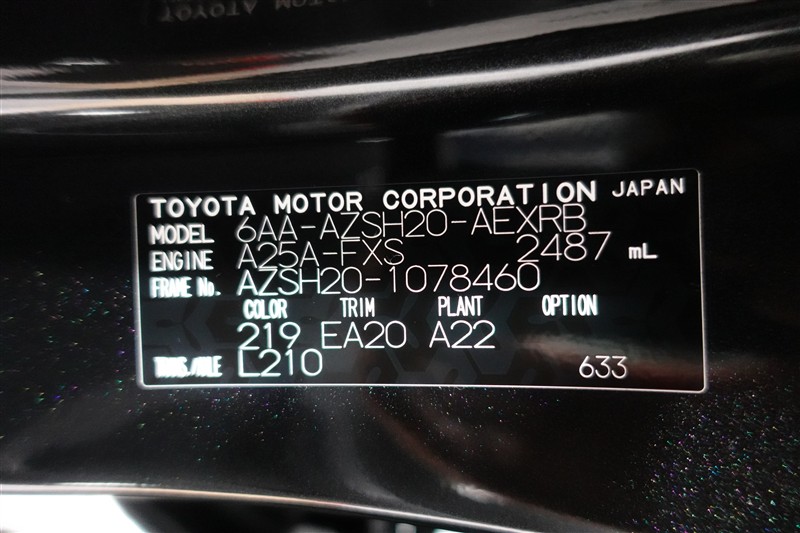 TOYOTA MOTOR CORPORATION JAPAN
MODEL 6AA-AZSH20-AEXRB
ENGINE A25A-FXS 2487 mL
FRAME No. AZSH20-1078460
COLOR TRIM PLANT OPTION
219 EA20 A22
TRANS./AXLE L210 633